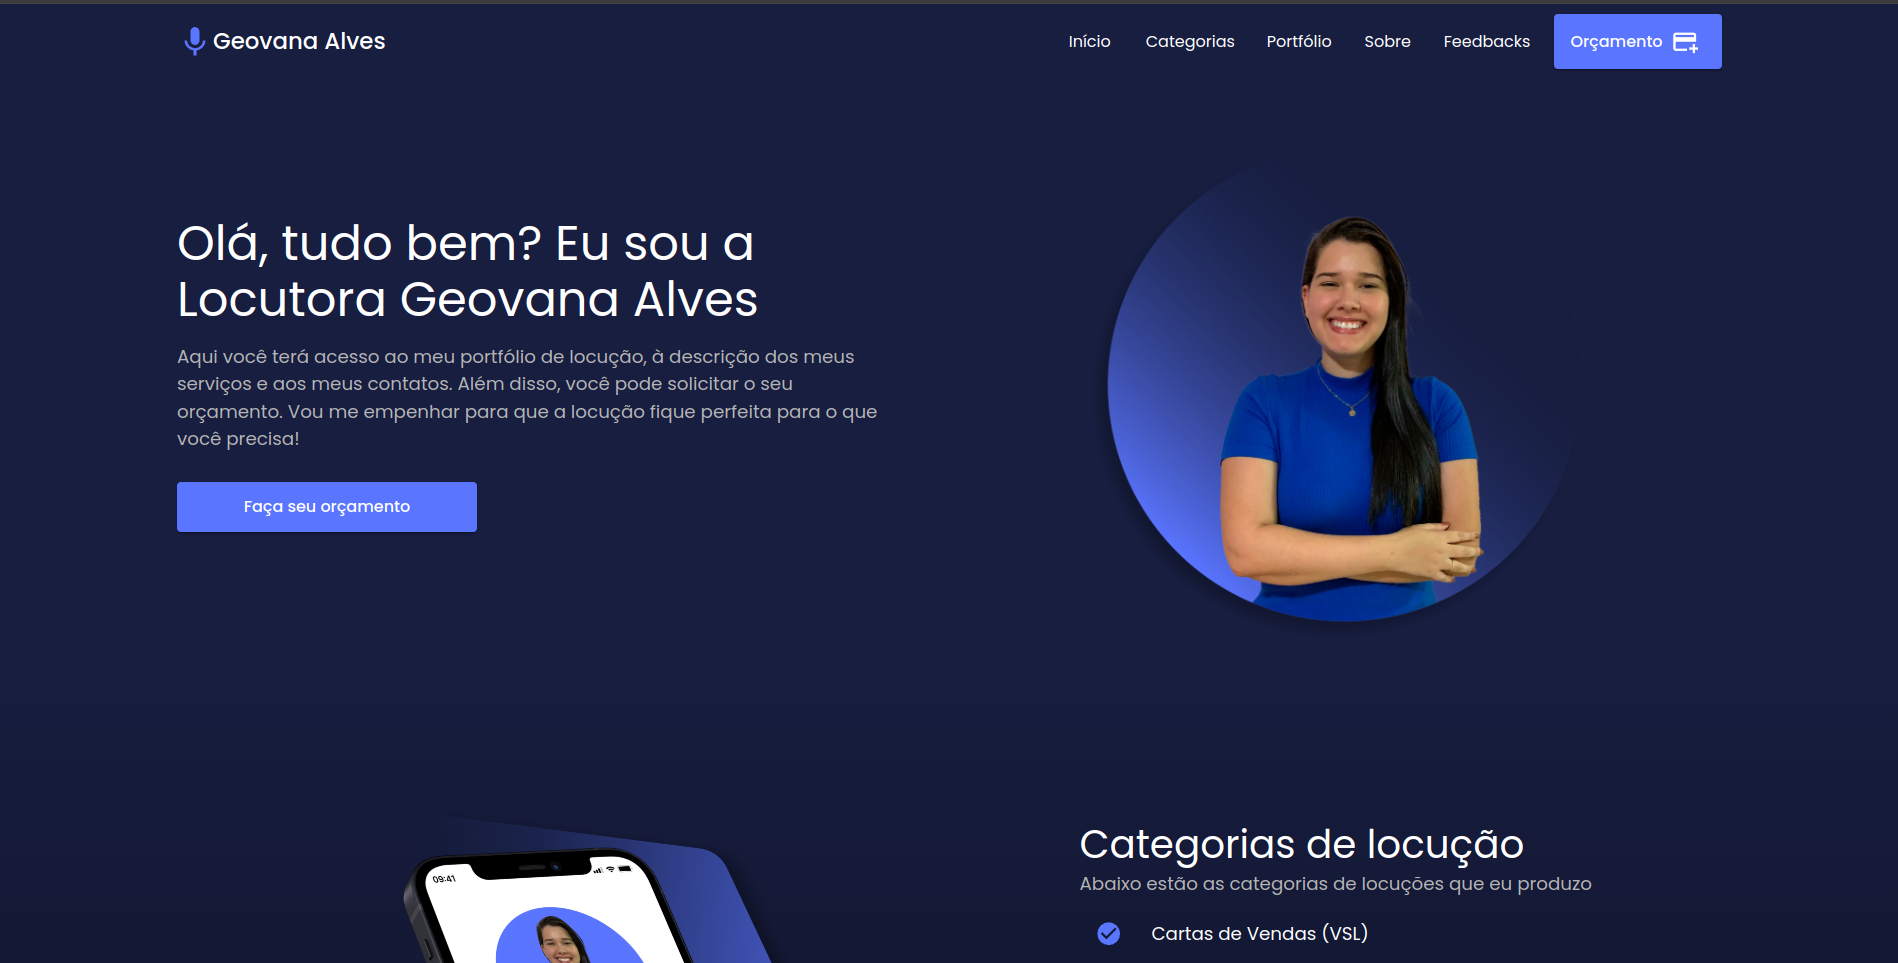 Geovana Alves
Início
Categorias
Portfólio
Sobre
Feedbacks
Orçamento
Olá, tudo bem? Eu sou a
Locutora Geovana Alves
Aqui você terá acesso ao meu portfólio de locução, à descrição dos meus
serviços e aos meus contatos. Além disso, você pode solicitar o seu
orçamento. Vou me empenhar para que a locução fique perfeita para o que
você precisa!
Faça seu orçamento
09:41
Categorias de locução
Abaixo estão as categorias de locuções que eu produzo
Cartas de Vendas (VSL)